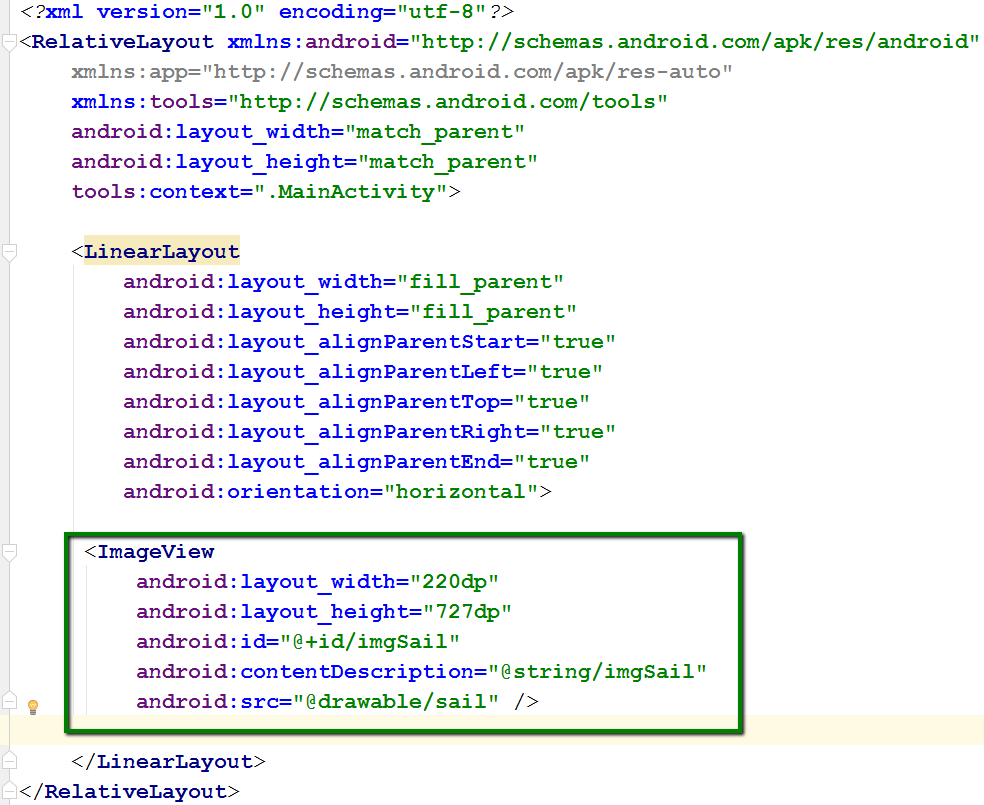 <?xml version="1.0" encoding="utf-8"?>
<RelativeLayout xmlns:android="http://schemas.android.com/apk/res/android"
    xmlns:app="http://schemas.android.com/apk/res-auto"
    xmlns:tools="http://schemas.android.com/tools"
    android:layout_width="match_parent"
    android:layout_height="match_parent"
    tools:context=".MainActivity">
    <LinearLayout
        android:layout_width="fill_parent"
        android:layout_height="fill_parent"
        android:layout_alignParentStart="true"
        android:layout_alignParentLeft="true"
        android:layout_alignParentTop="true"
        android:layout_alignParentRight="true"
        android:layout_alignParentEnd="true"
        android:orientation="horizontal">
     <ImageView
         android:layout_width="220dp"
         android:layout_height="727dp"
         android:id="@+id/imgSail"
         android:contentDescription="@string/imgSail"
         android:src="@drawable/sail" />
    </LinearLayout>
</RelativeLayout>